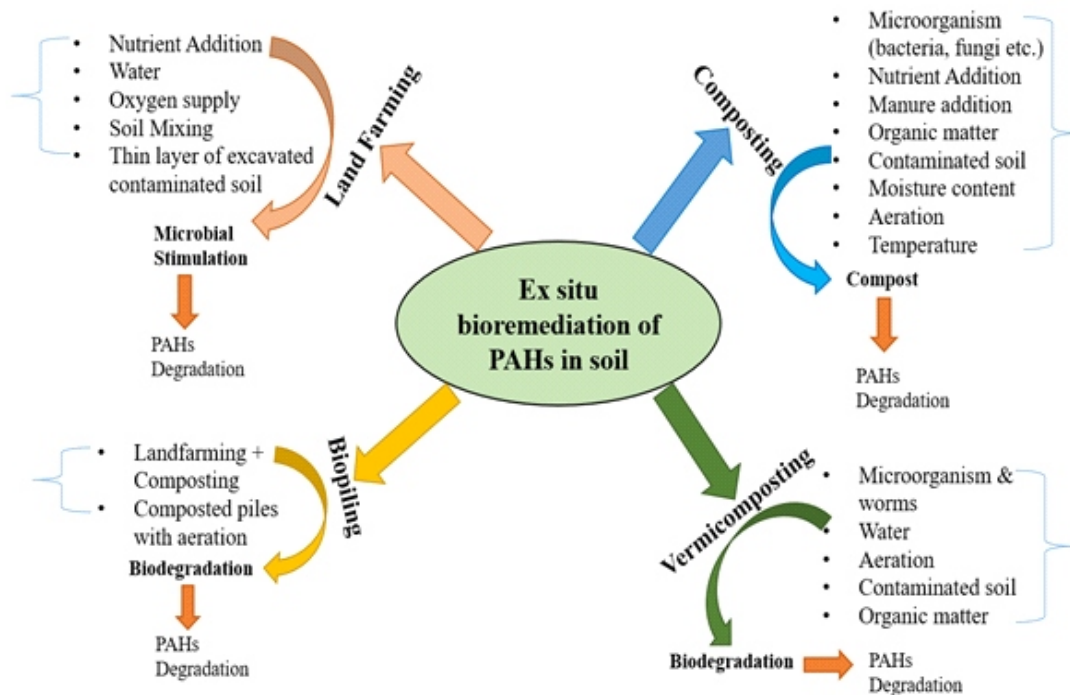 • Nutrient Addition
• Water
• Oxygen supply
• Soil Mixing
• Thin layer of excavated
contaminated soil
Land Farming
Microbial
Stimulation
PAHs
Degradation
Composting
• Microorganism
(bacteria, fungi etc.)
• Nutrient Addition
• Manure addition
• Organic matter
• Contaminated soil
• Moisture content
• Aeration
• Temperature
Compost
PAHs
Degradation
Ex situ
bioremediation of
PAHs in soil
• Landfarming +
Composting
• Composted piles
with aeration
Biopiling
Biodegradation
PAHs
Degradation
Vermicomposting
• Microorganism &
worms
• Water
• Aeration
• Contaminated soil
• Organic matter
Biodegradation
PAHs
Degradation